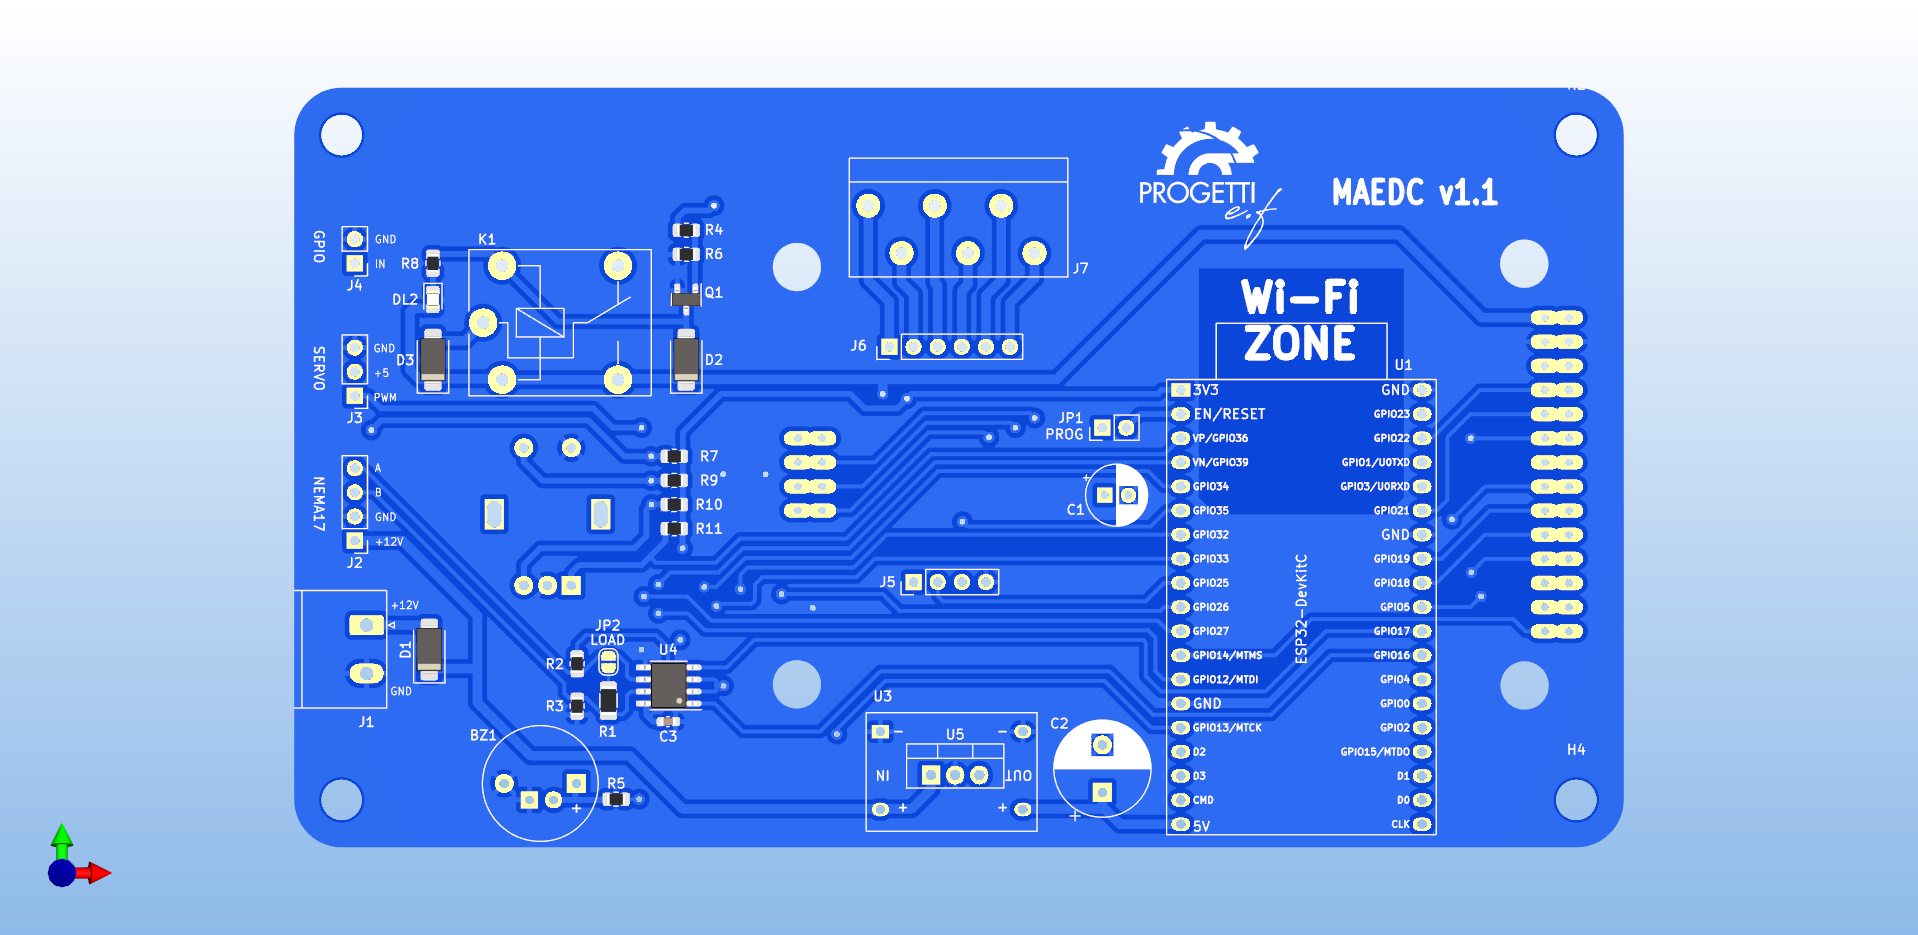 PROGETTI
e.f
MAEDC v1.1
GPIO
GND
IN
J4
R8
DL2
K1
R4
R6
Q1
D2
D3
J7
J6
Wi-Fi
ZONE
U1
SERVO
GND
+5
PWM
J3
NEMA17
A
B
GND
+12V
J2
R7
R9
R10
R11
JP1
PROG
C1
+
J5
+12V
D1
GND
J1
JP2
LOAD
U4
R2
R3
R1
C3
BZ1
R5
+
U3
U5
−
−
IN
OUT
+
+
C2
+
ESP32-DevKitC
3V3
EN/RESET
VP/GPIO36
VN/GPIO39
GPIO34
GPIO35
GPIO32
GPIO33
GPIO25
GPIO26
GPIO27
GPIO14/MTMS
GPIO12/MTDI
GND
GPIO13/MTCK
D2
D3
CMD
5V
GND
GPIO23
GPIO22
GPIO1/U0TXD
GPIO3/U0RXD
GPIO21
GND
GPIO19
GPIO18
GPIO5
GPIO17
GPIO16
GPIO4
GPIO0
GPIO2
GPIO15/MTDO
D1
D0
CLK
H4